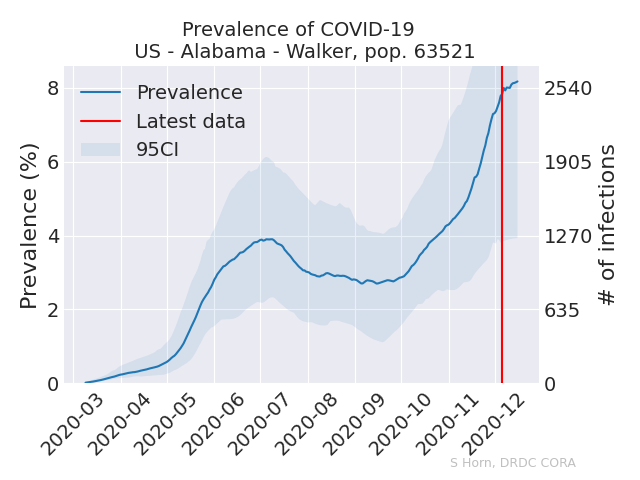 Prevalence of COVID-19
US - Alabama - Walker, pop. 63521
Prevalence
Latest data
95CI
Prevalence (%)
8
6
4
2
0
2540
1905
1270
635
0
# of infections
2020-03
2020-04
2020-05
2020-06
2020-07
2020-08
2020-09
2020-10
2020-11
2020-12
S Horn, DRDC CORA